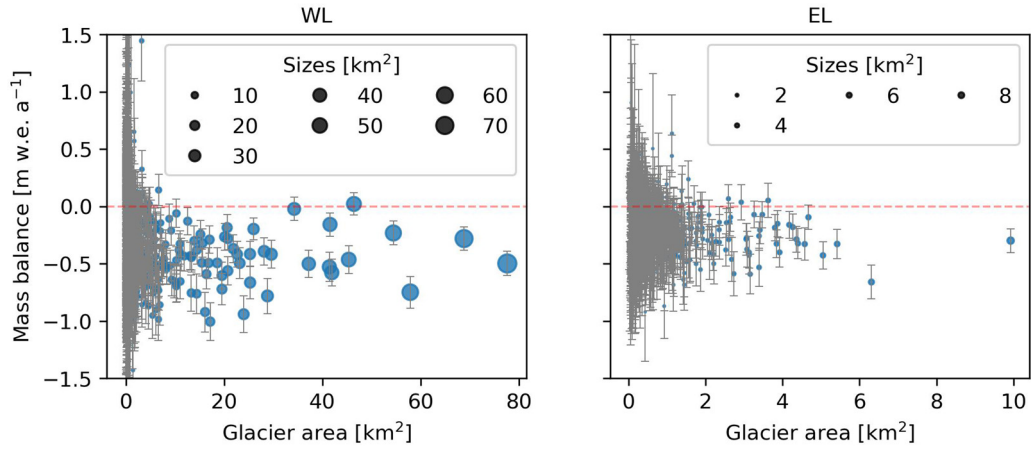 WL
EL
Mass balance [m w.e. a⁻¹]
1.5
1.0
0.5
0.0
−0.5
−1.0
−1.5
Sizes [km²]
10 40 60
20 50 70
30
0 20 40 60 80
Glacier area [km²]
Sizes [km²]
2 6 8
4
0 2 4 6 8 10
Glacier area [km²]